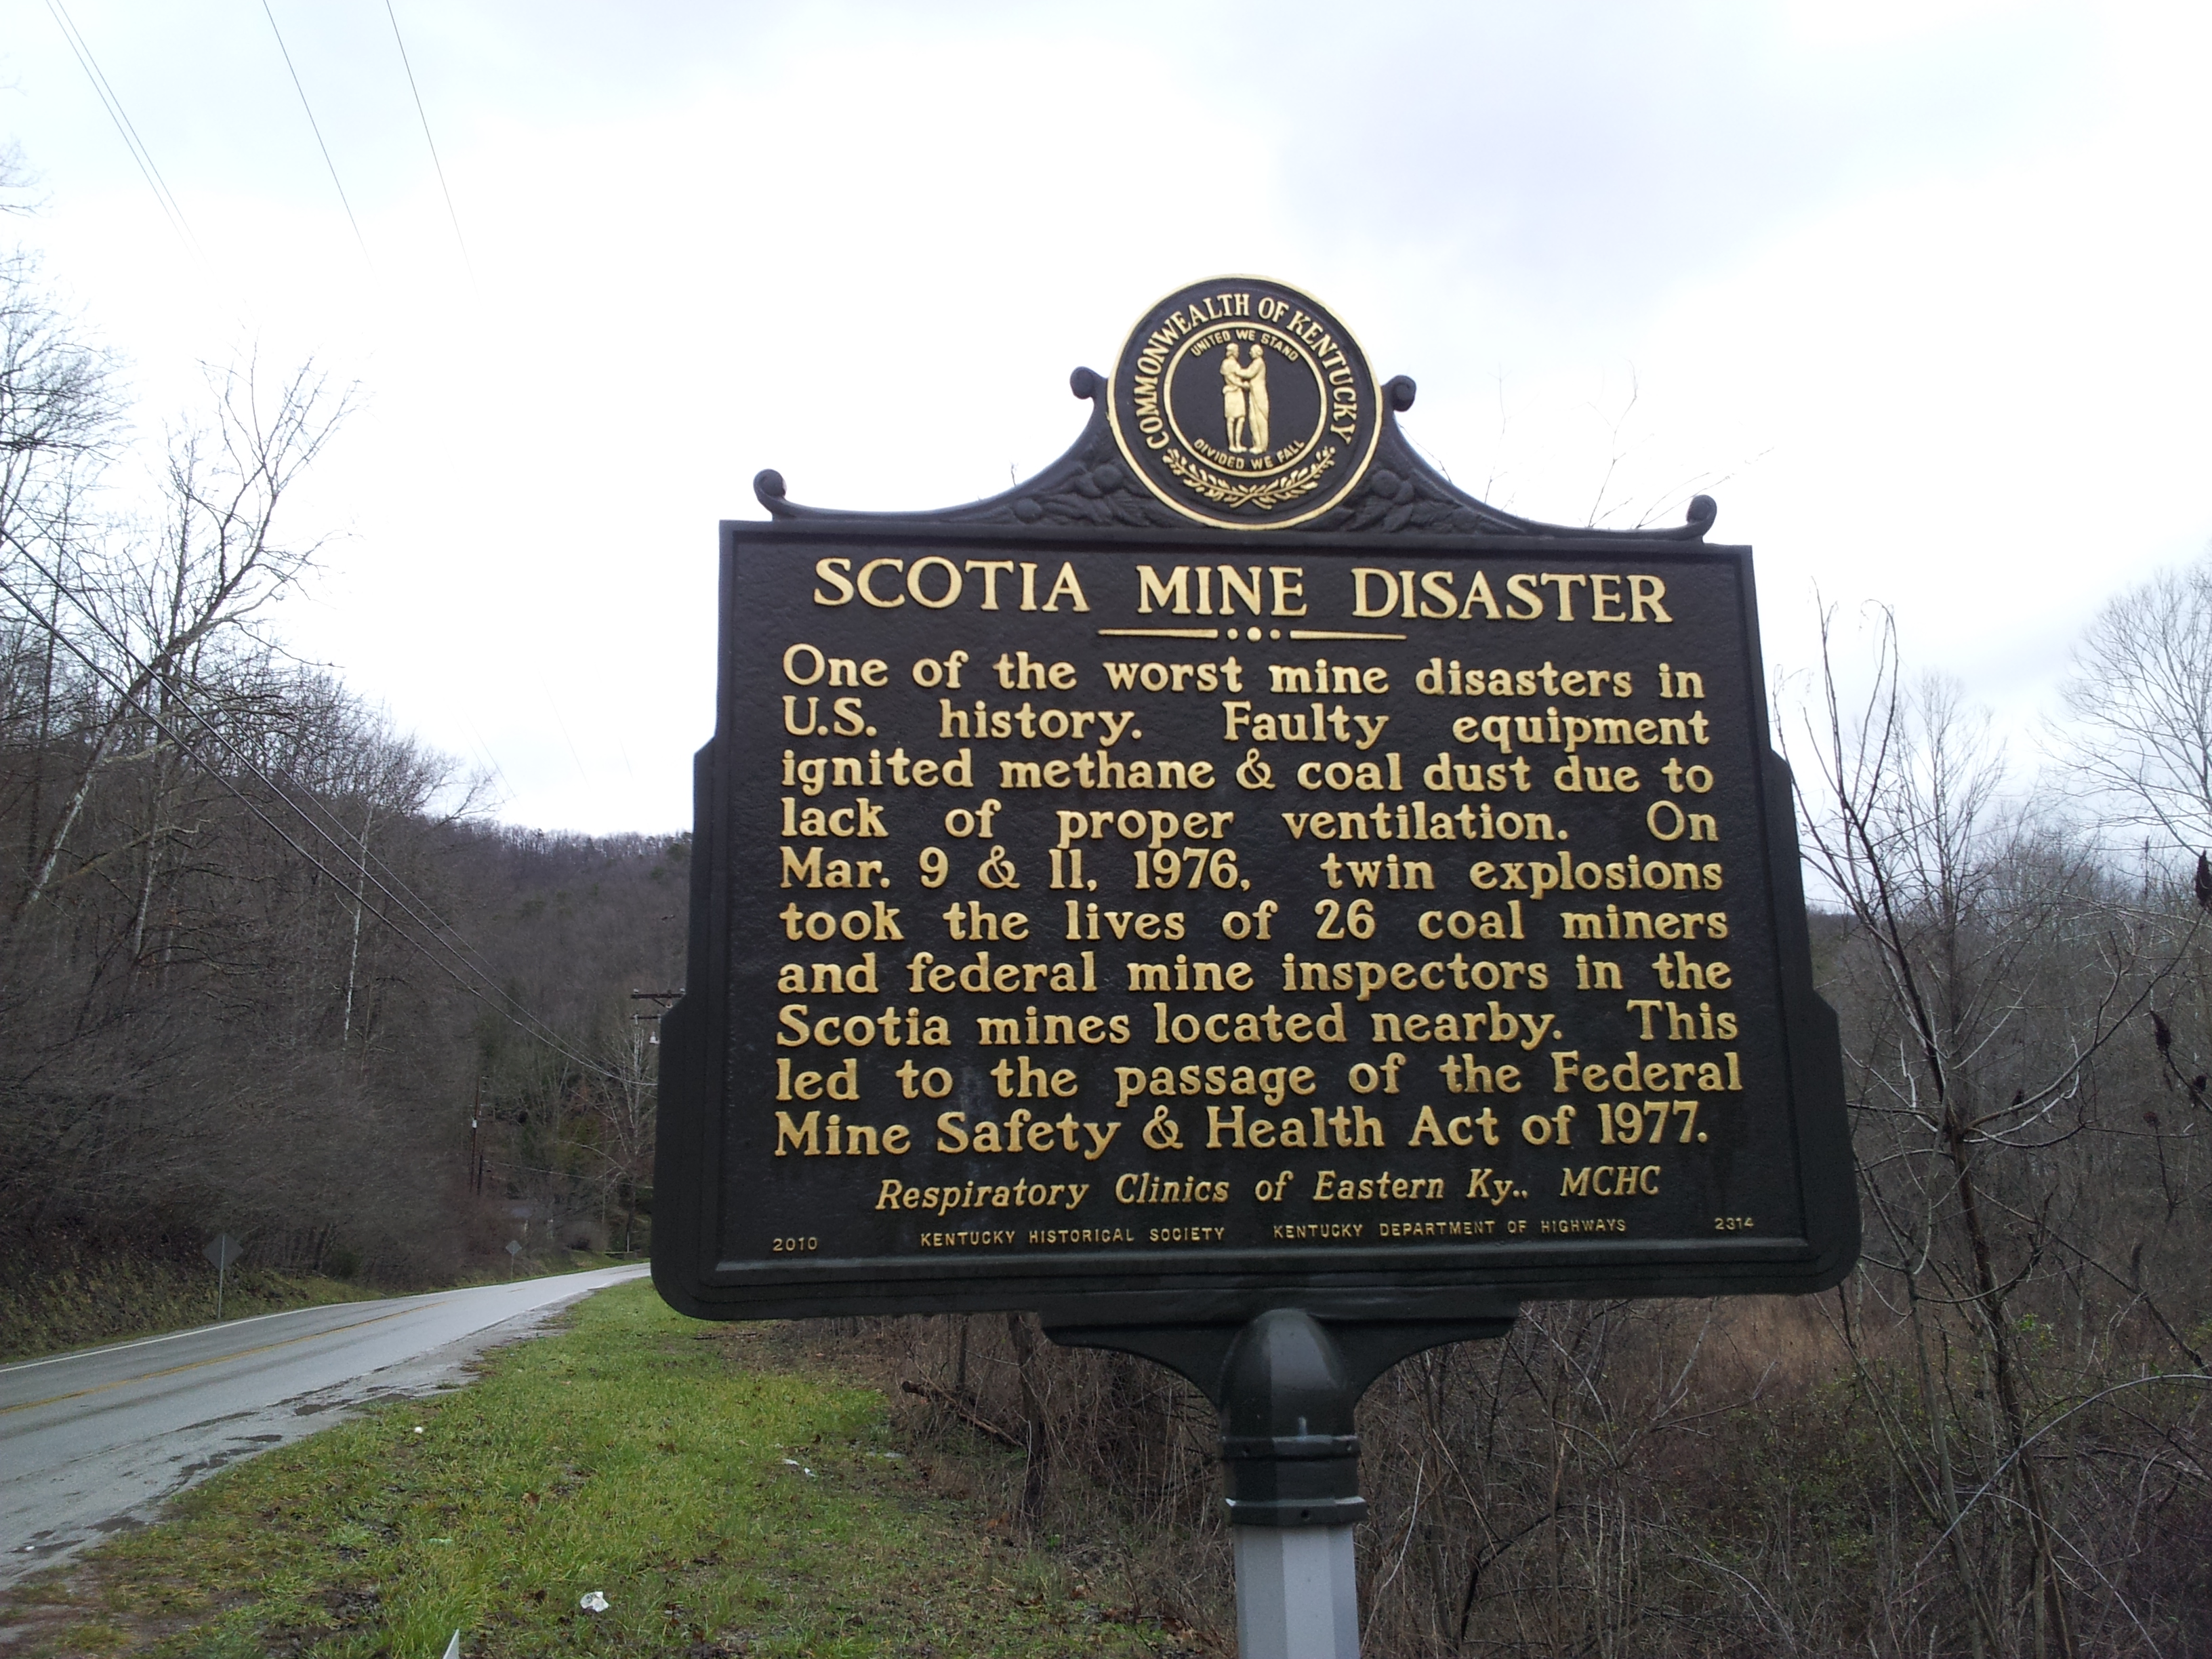 COMMONWEALTH OF KENTUCKY
UNITED WE STAND
DIVIDED WE FALL
SCOTIA MINE DISASTER
One of the worst mine disasters in
U.S. history. Faulty equipment
ignited methane & coal dust due to
lack of proper ventilation. On
Mar. 9 & 11, 1976, twin explosions
took the lives of 26 coal miners
and federal mine inspectors in the
Scotia mines located nearby. This
led to the passage of the Federal
Mine Safety & Health Act of 1977.
Respiratory Clinics of Eastern Ky., MCHC
2010 KENTUCKY HISTORICAL SOCIETY KENTUCKY DEPARTMENT OF HIGHWAYS 2314